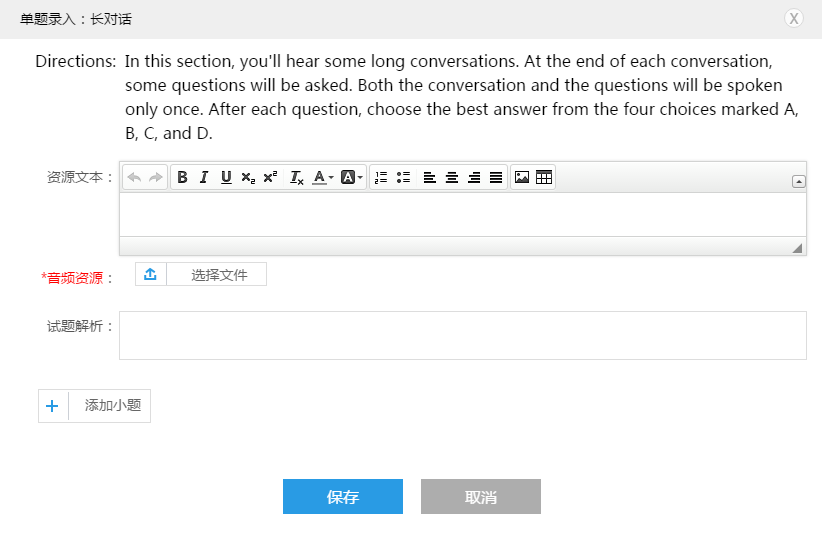 单题录入：长对话
X
Directions: In this section, you'll hear some long conversations. At the end of each conversation,
some questions will be asked. Both the conversation and the questions will be spoken
only once. After each question, choose the best answer from the four choices marked A,
B, C, and D.
资源文本：
B I U x₂ x² Tx A A
*音频资源：
选择文件
试题解析：
添加小题
保存 取消